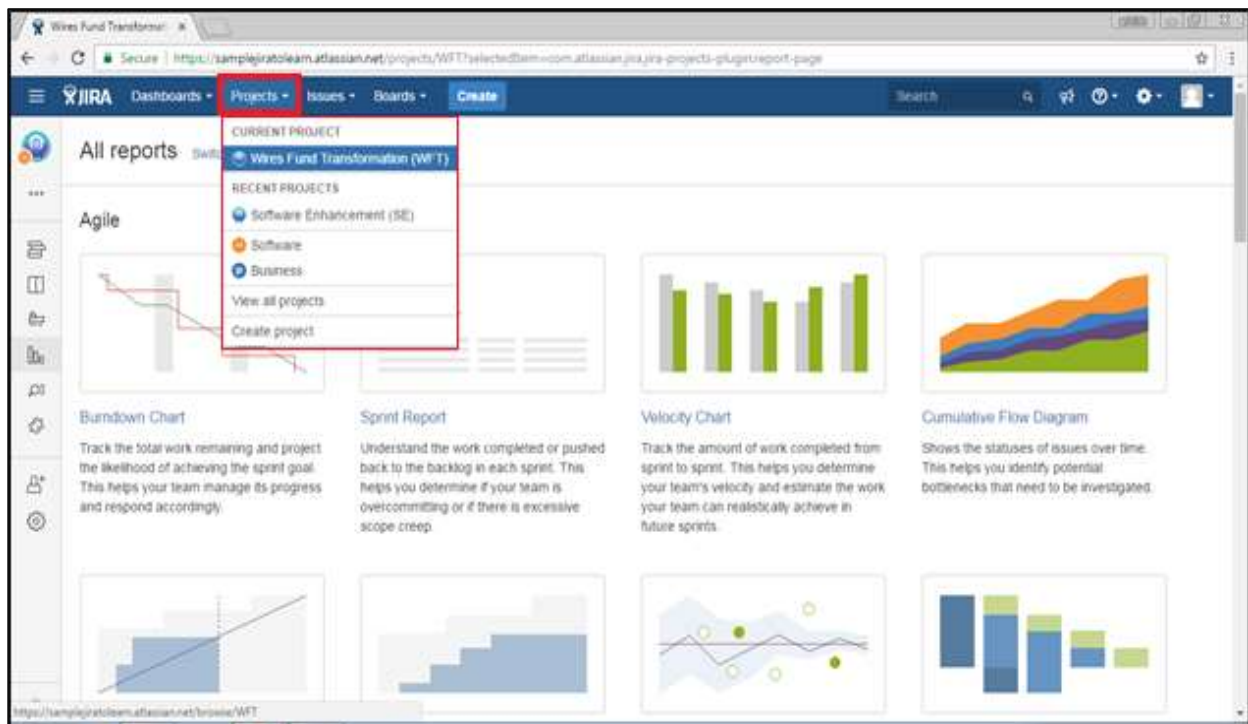 Wires Fund Transformat
Secure https://samplejiratolearn.atlassian.net/projects/WFT?selectedItem=com.atlassian.jira.jira-projects-plugin:report-page
JIRA Dashboards Projects Issues Boards Create Search
CURRENT PROJECT
All reports Switc
Wires Fund Transformation (WFT)
RECENT PROJECTS
Software Enhancement (SE)
Agile
Software
Business
View all projects
Create project
Burndown Chart
Track the total work remaining and project
the likelihood of achieving the sprint goal.
This helps your team manage its progress
and respond accordingly.
Sprint Report
Understand the work completed or pushed
back to the backlog in each sprint. This
helps you determine if your team is
overcommitting or if there is excessive
scope creep.
Velocity Chart
Track the amount of work completed from
sprint to sprint. This helps you determine
your team's velocity and estimate the work
your team can realistically achieve in
future sprints.
Cumulative Flow Diagram
Shows the statuses of issues over time.
This helps you identify potential
bottlenecks that need to be investigated.
https://samplejiratolearn.atlassian.net/browse/WFT